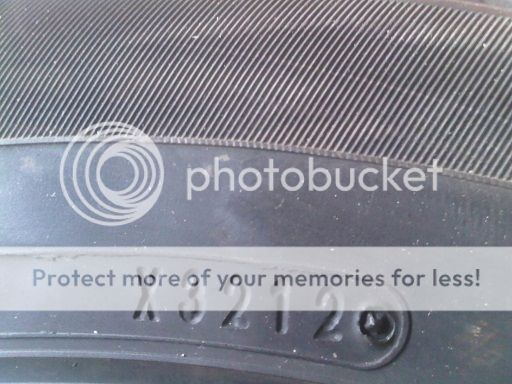 photobucket
Protect more of your memories for less!
X3212